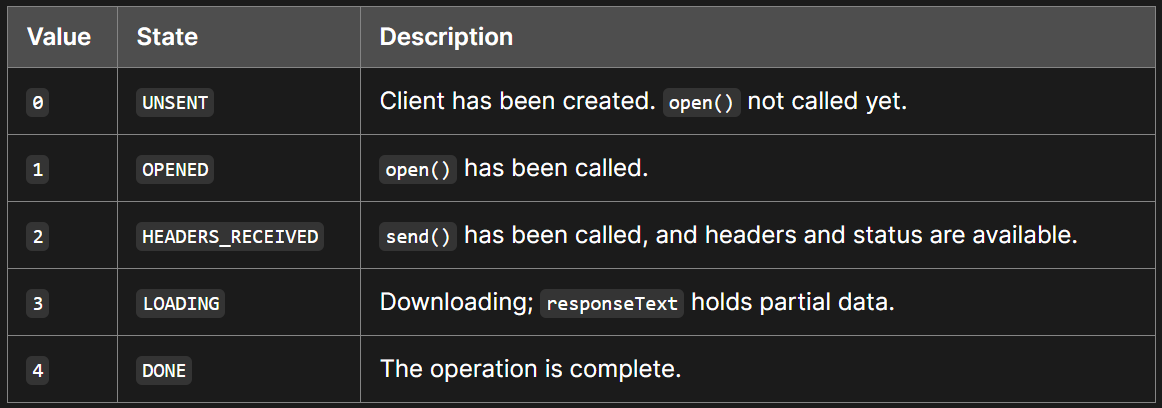 Value State Description
0 UNSENT Client has been created. open() not called yet.
1 OPENED open() has been called.
2 HEADERS_RECEIVED send() has been called, and headers and status are available.
3 LOADING Downloading; responseText holds partial data.
4 DONE The operation is complete.